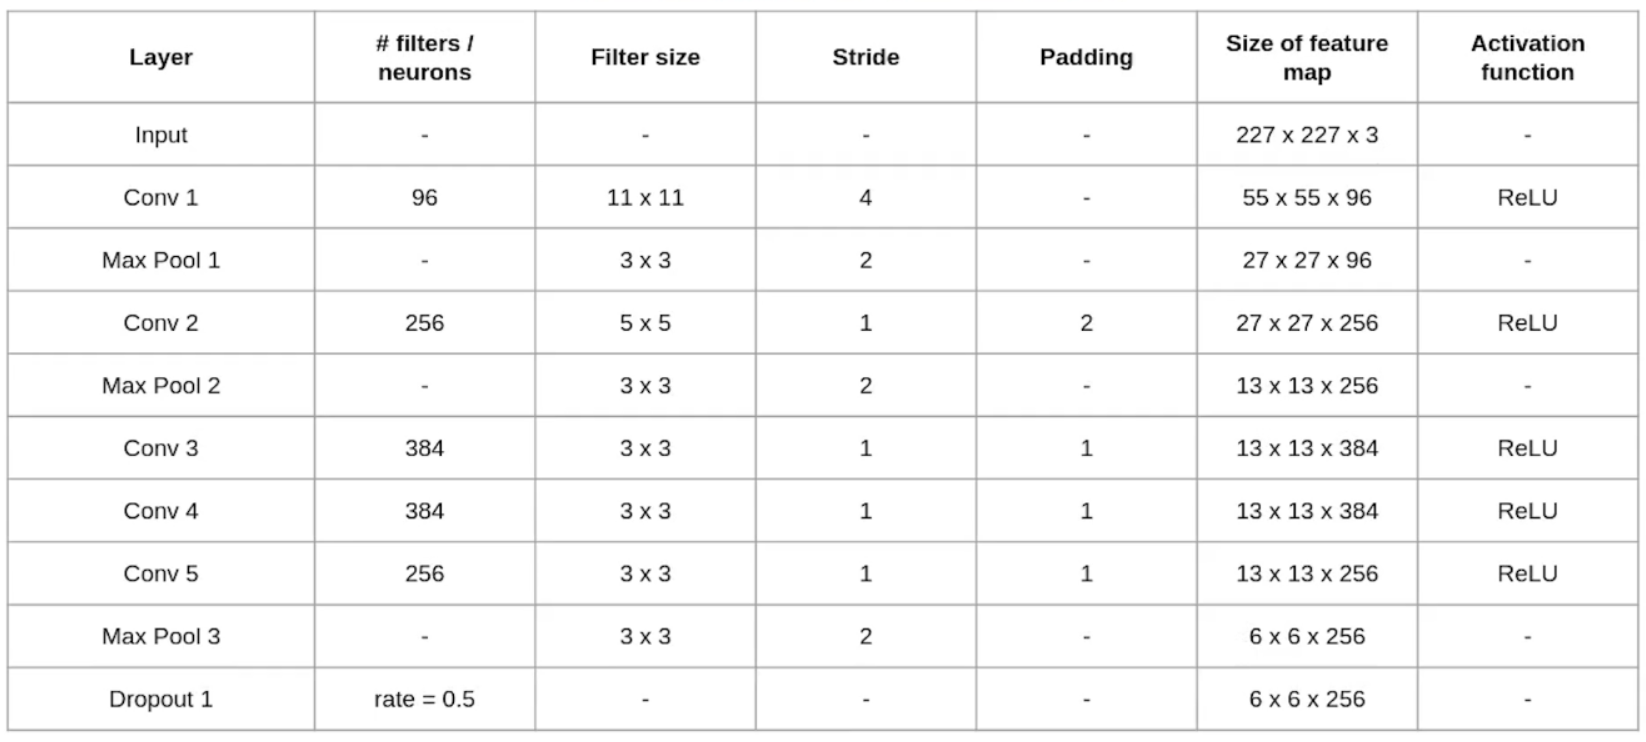 Layer | # filters / neurons | Filter size | Stride | Padding | Size of feature map | Activation function
Input | - | - | - | - | 227 x 227 x 3 | -
Conv 1 | 96 | 11 x 11 | 4 | - | 55 x 55 x 96 | ReLU
Max Pool 1 | - | 3 x 3 | 2 | - | 27 x 27 x 96 | -
Conv 2 | 256 | 5 x 5 | 1 | 2 | 27 x 27 x 256 | ReLU
Max Pool 2 | - | 3 x 3 | 2 | - | 13 x 13 x 256 | -
Conv 3 | 384 | 3 x 3 | 1 | 1 | 13 x 13 x 384 | ReLU
Conv 4 | 384 | 3 x 3 | 1 | 1 | 13 x 13 x 384 | ReLU
Conv 5 | 256 | 3 x 3 | 1 | 1 | 13 x 13 x 256 | ReLU
Max Pool 3 | - | 3 x 3 | 2 | - | 6 x 6 x 256 | -
Dropout 1 | rate = 0.5 | - | - | - | 6 x 6 x 256 | -